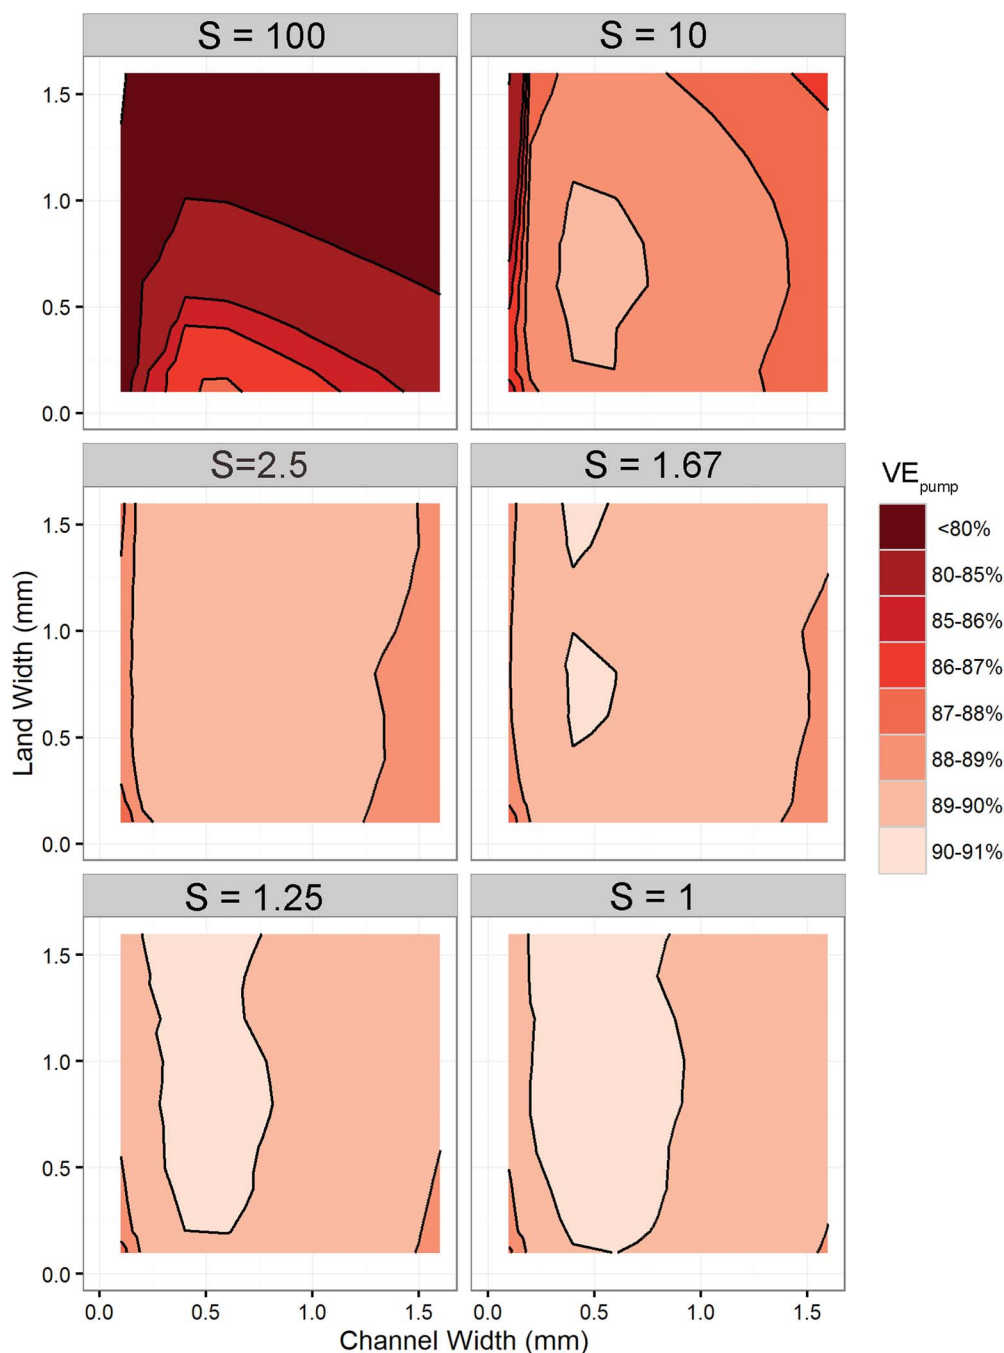 S = 100
S = 10
1.5
1.0
0.5
0.0
S=2.5
S = 1.67
1.5
1.0
0.5
0.0
S = 1.25
S = 1
1.5
1.0
0.5
0.0
0.0 0.5 1.0 1.5
0.0 0.5 1.0 1.5
Channel Width (mm)
Land Width (mm)
VEpump
<80%
80-85%
85-86%
86-87%
87-88%
88-89%
89-90%
90-91%